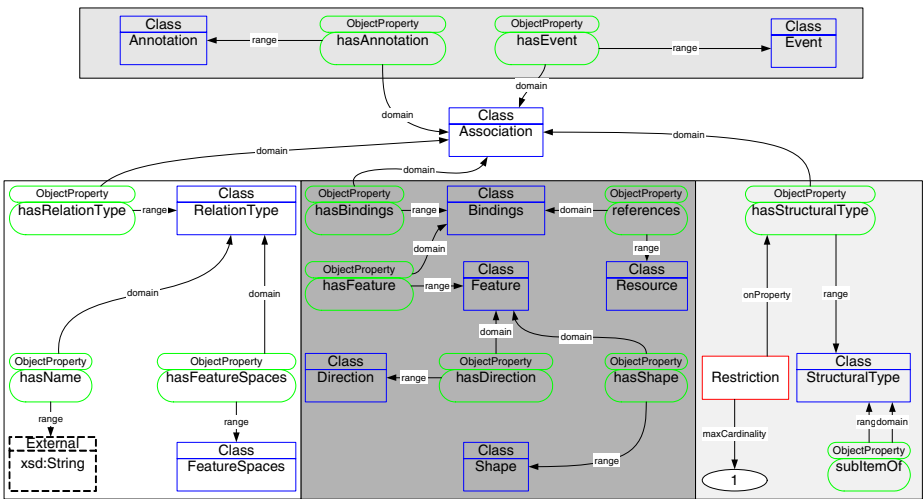 Class
Annotation
range
ObjectProperty
hasAnnotation
ObjectProperty
hasEvent
range
Class
Event
domain
domain
Class
Association
domain
domain
domain
ObjectProperty
hasRelationType
range
Class
RelationType
ObjectProperty
hasBindings
range
Class
Bindings
domain
ObjectProperty
references
ObjectProperty
hasStructuralType
domain
range
ObjectProperty
hasFeature
range
Class
Feature
Class
Resource
domain
domain
onProperty
range
domain
domain
ObjectProperty
hasName
ObjectProperty
hasFeatureSpaces
Class
Direction
range
ObjectProperty
hasDirection
ObjectProperty
hasShape
Restriction
Class
StructuralType
range
range
range
domain
External
xsd:String
Class
FeatureSpaces
Class
Shape
range
maxCardinality
1
ObjectProperty
subItemOf